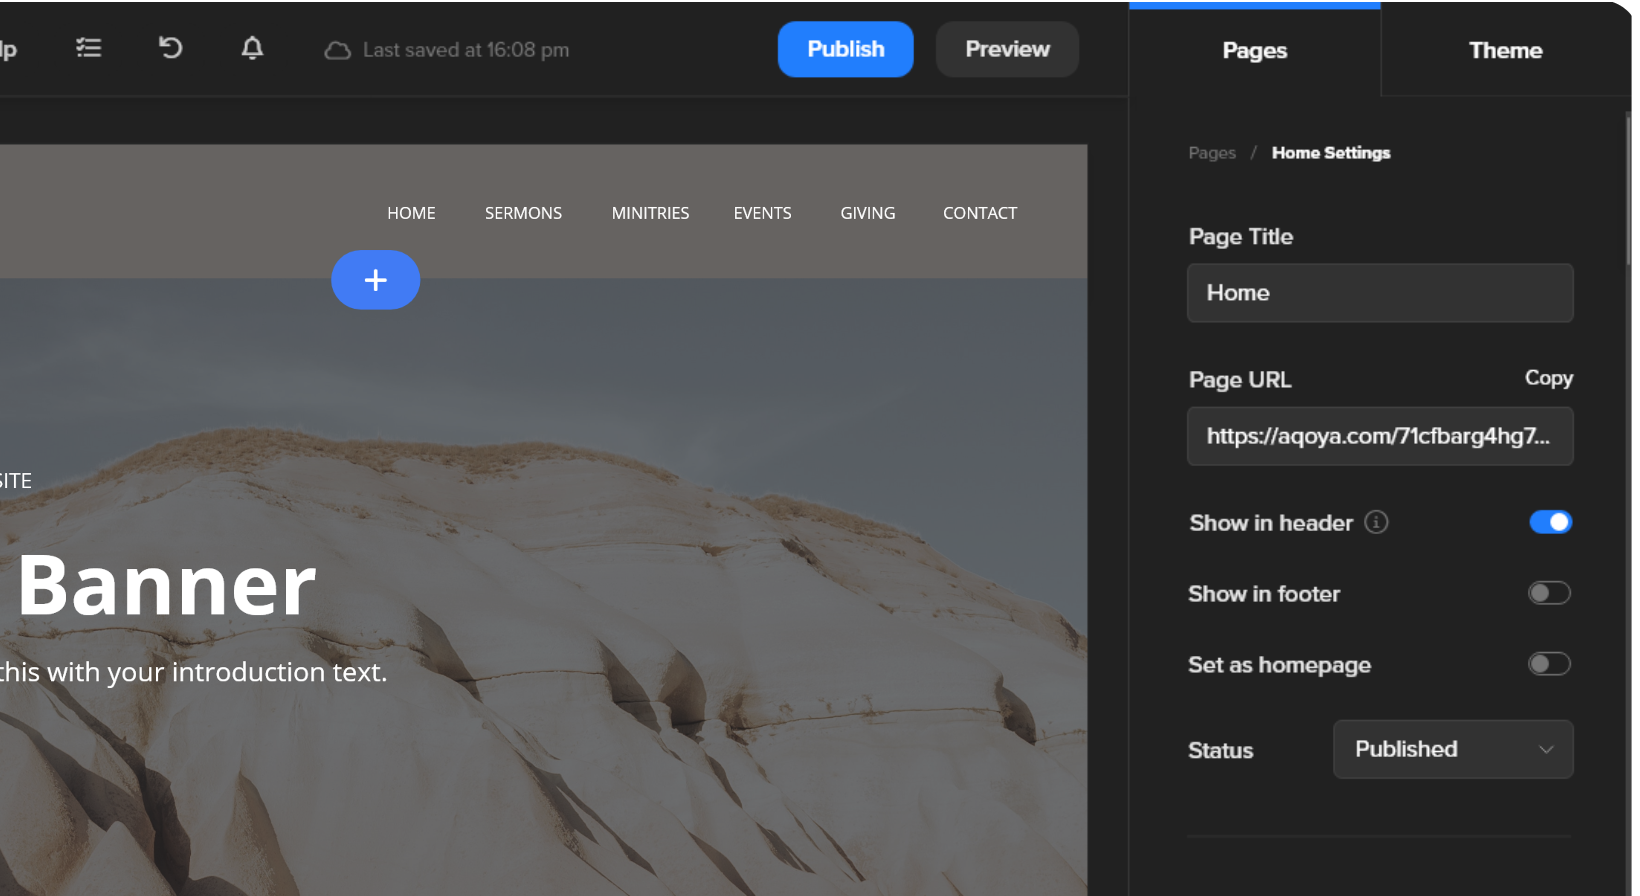 lp
Last saved at 16:08 pm
Publish
Preview
Pages
Theme
HOME
SERMONS
MINITRIES
EVENTS
GIVING
CONTACT
SITE
Banner
this with your introduction text.
Pages / Home Settings
Page Title
Home
Page URL
Copy
https://aqoya.com/71cfbarg4hg7...
Show in header
Show in footer
Set as homepage
Status
Published